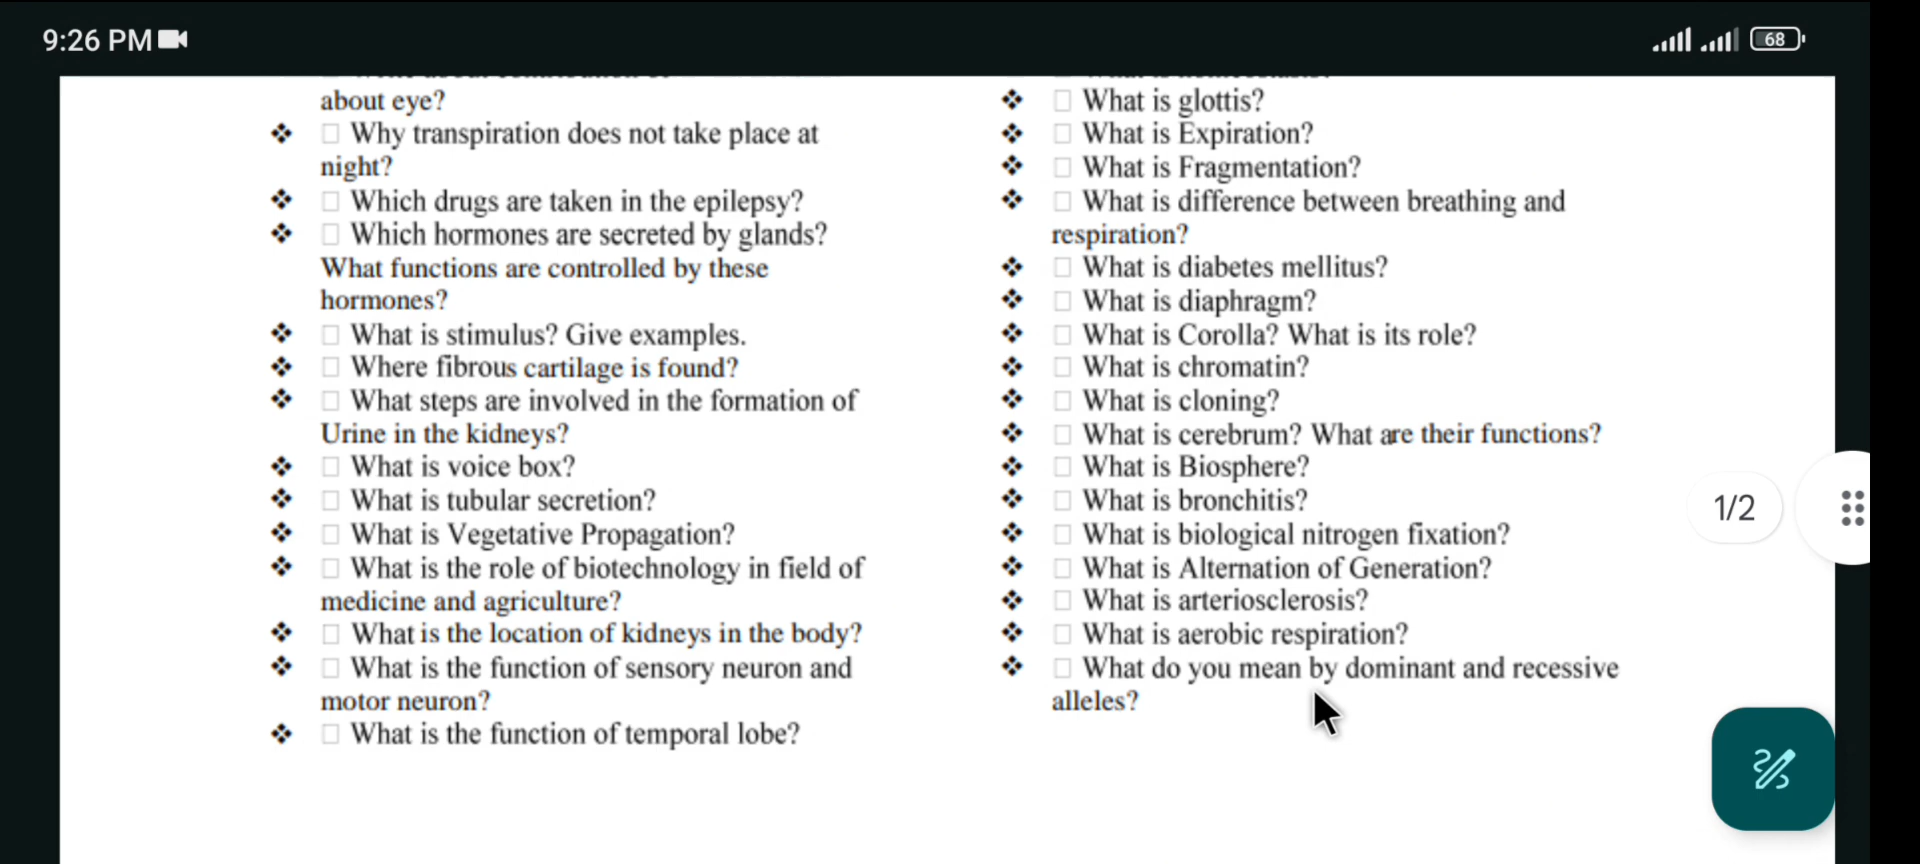 9:26 PM
68
about eye?
❖ □ Why transpiration does not take place at
night?
❖ □ Which drugs are taken in the epilepsy?
❖ □ Which hormones are secreted by glands?
What functions are controlled by these
hormones?
❖ □ What is stimulus? Give examples.
❖ □ Where fibrous cartilage is found?
❖ □ What steps are involved in the formation of
Urine in the kidneys?
❖ □ What is voice box?
❖ □ What is tubular secretion?
❖ □ What is Vegetative Propagation?
❖ □ What is the role of biotechnology in field of
medicine and agriculture?
❖ □ What is the location of kidneys in the body?
❖ □ What is the function of sensory neuron and
motor neuron?
❖ □ What is the function of temporal lobe?
❖ □ What is glottis?
❖ □ What is Expiration?
❖ □ What is Fragmentation?
❖ □ What is difference between breathing and
respiration?
❖ □ What is diabetes mellitus?
❖ □ What is diaphragm?
❖ □ What is Corolla? What is its role?
❖ □ What is chromatin?
❖ □ What is cloning?
❖ □ What is cerebrum? What are their functions?
❖ □ What is Biosphere?
❖ □ What is bronchitis?
❖ □ What is biological nitrogen fixation?
❖ □ What is Alternation of Generation?
❖ □ What is arteriosclerosis?
❖ □ What is aerobic respiration?
❖ □ What do you mean by dominant and recessive
alleles?
1/2